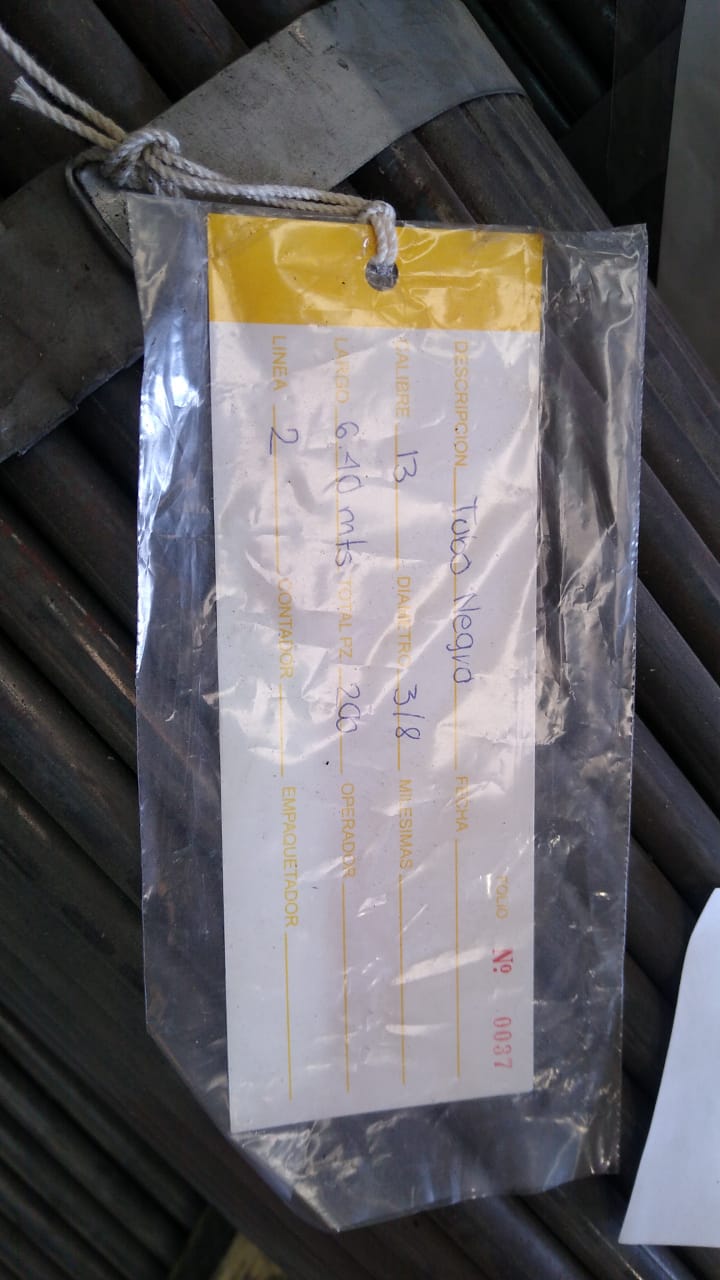 FOLIO Nº. 0037
DESCRIPCION Tubo Negro FECHA
CALIBRE 13 DIAMETRO 3/8 MILESIMAS
LARGO 6.40 mts TOTAL PZ 200 OPERADOR
LINEA 2 CONTADOR EMPAQUETADOR